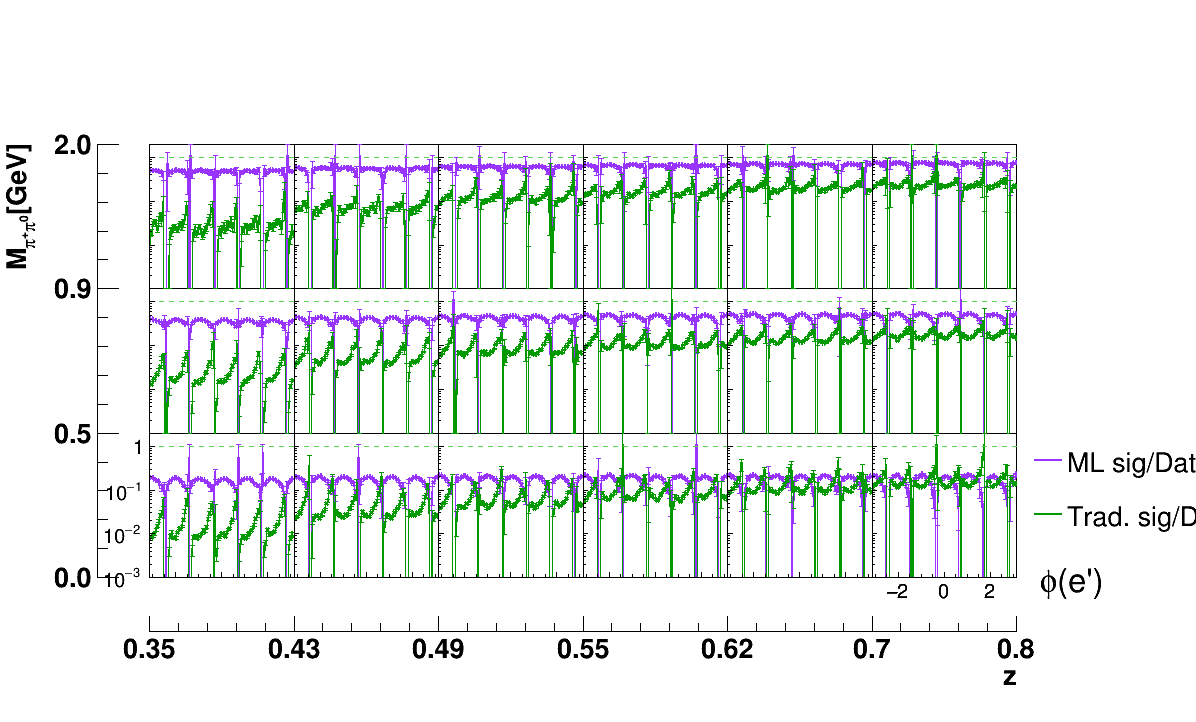 2.0
M_{π⁺π⁰}[GeV]
0.9
0.5
1
10⁻¹
10⁻²
10⁻³
0.0
ML sig/Dat
Trad. sig/D
−2 0 2
ϕ(e')
0.35 0.43 0.49 0.55 0.62 0.7 0.8
z